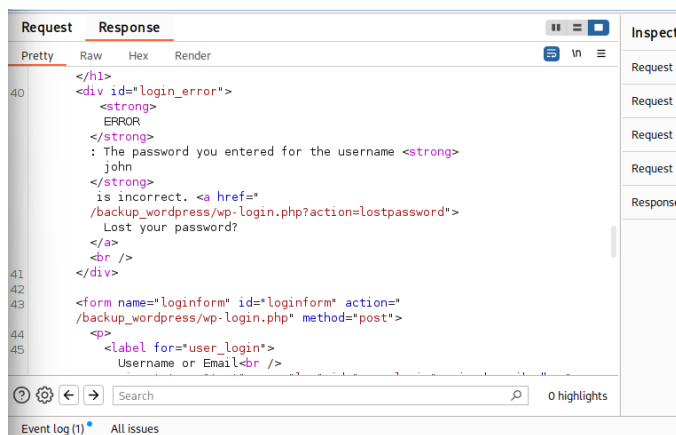 Request Response
Inspect
Pretty Raw Hex Render
\n
Request
</h1>
40 <div id="login_error">
<strong>
Request
ERROR
</strong>
Request
: The password you entered for the username <strong>
john
Request
</strong>
is incorrect. <a href="
Response
/backup_wordpress/wp-login.php?action=lostpassword">
Lost your password?
</a>
<br />
41 </div>
42
43 <form name="loginform" id="loginform" action="
/backup_wordpress/wp-login.php" method="post">
44 <p>
45 <label for="user_login">
Username or Email<br />
Search
0 highlights
Event log (1) All issues